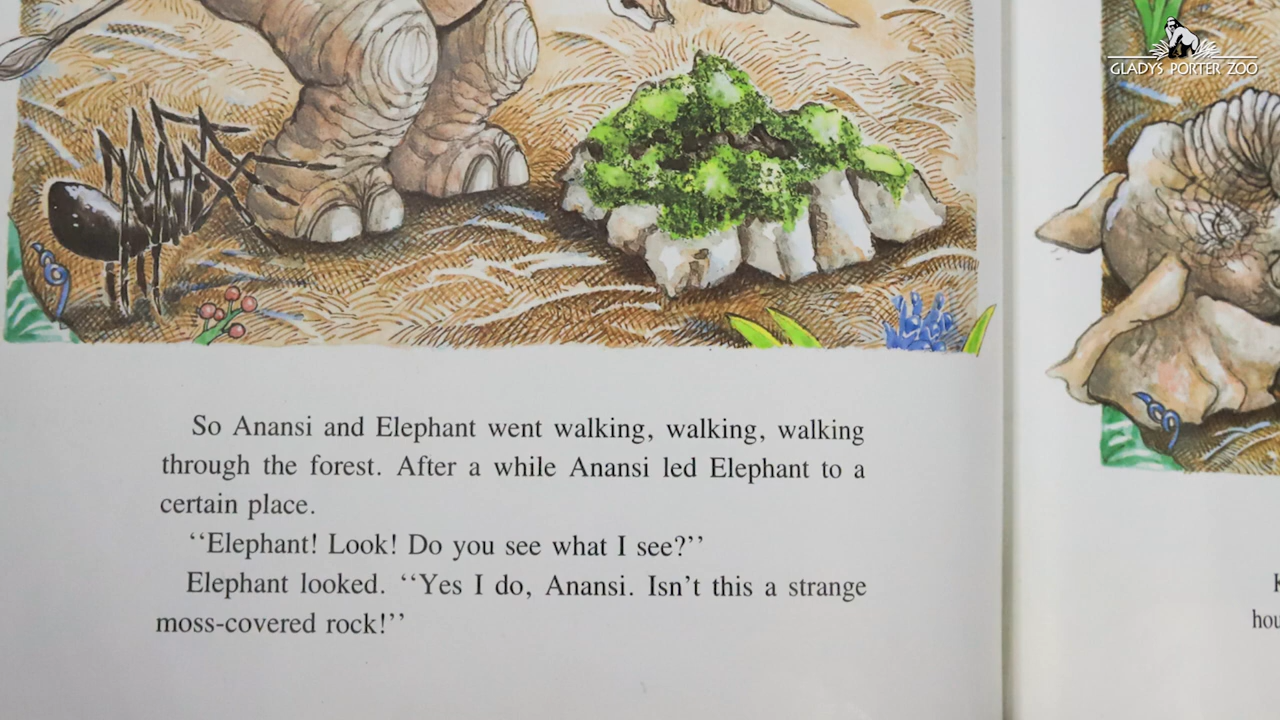 GLADYS PORTER ZOO
So Anansi and Elephant went walking, walking, walking
through the forest. After a while Anansi led Elephant to a
certain place.
‘‘Elephant! Look! Do you see what I see?’’
Elephant looked. ‘‘Yes I do, Anansi. Isn’t this a strange
moss-covered rock!’’
hou